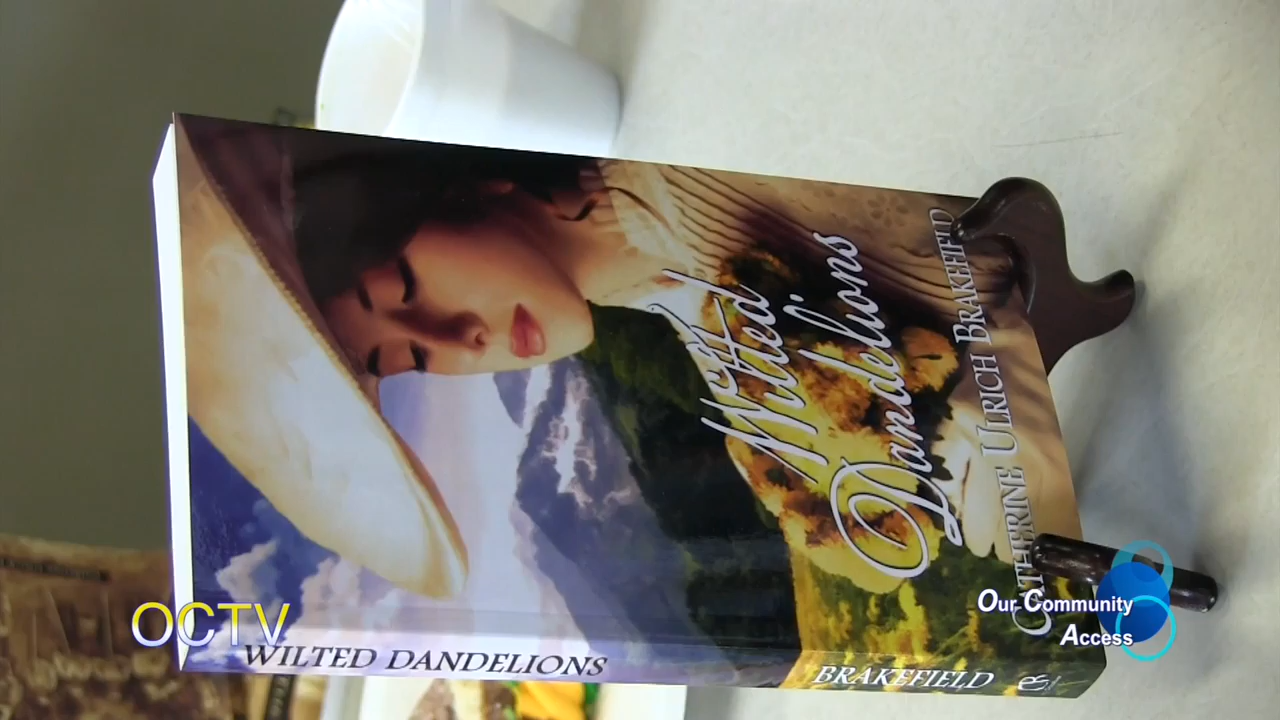 Wilted
Dandelions
CATHERINE ULRICH BRAKEFIELD
WILTED DANDELIONS
BRAKEFIELD
OCTV
Our Community
Access